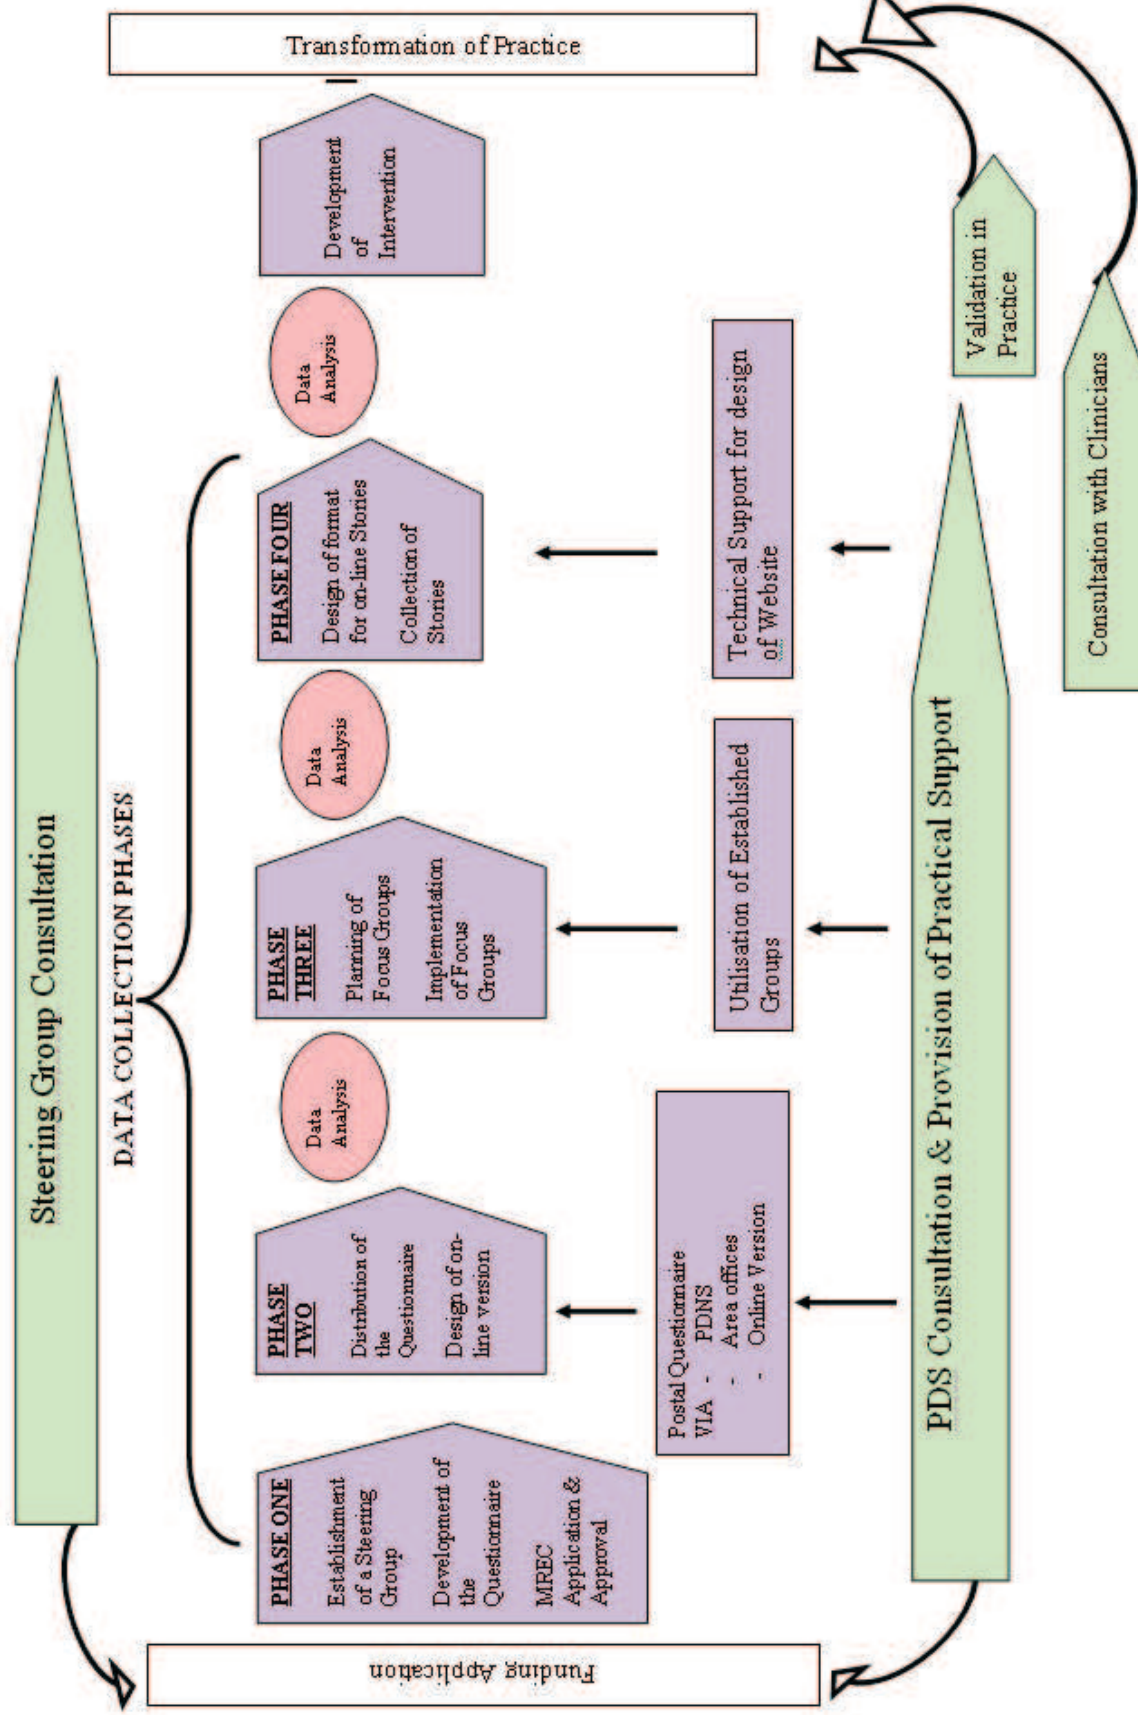 Steering Group Consultation
DATA COLLECTION PHASES
Funding Application
PHASE ONE
Establishment
of a Steering
Group
Development of
the
Questionnaire
MREC
Application &
Approval
PHASE
TWO
Distribution of
the
Questionnaire
Design of on-
line version
Data
Analysis
PHASE
THREE
Planning of
Focus Groups
Implementation
of Focus
Groups
Data
Analysis
PHASE FOUR
Design of format
for on-line Stories
Collection of
Stories
Data
Analysis
Development
of
Intervention
Transformation of Practice
Postal Questionnaire
VIA - PDNS
- Area offices
- Online Version
Utilisation of Established
Groups
Technical Support for design
of Website
PDS Consultation & Provision of Practical Support
Validation in
Practice
Consultation with Clinicians